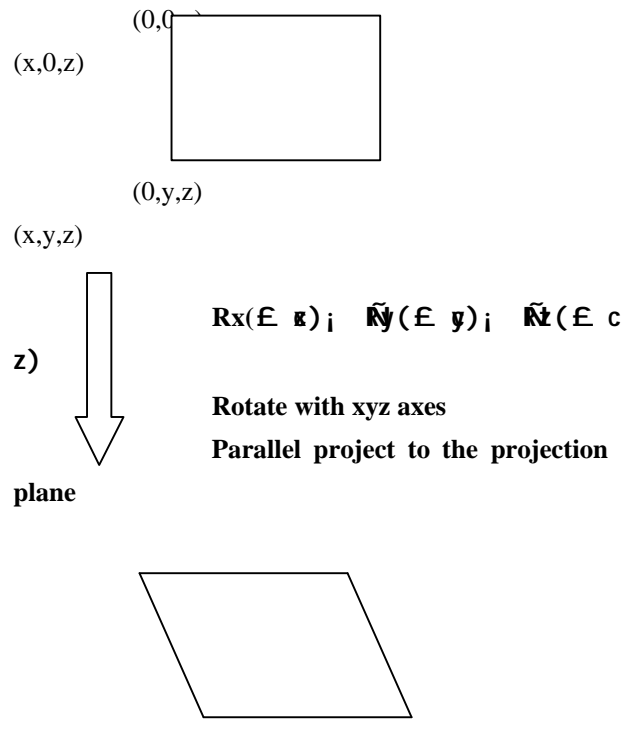 (0,0
(x,0,z)
(0,y,z)
(x,y,z)
Rx(£
z)
Rotate with xyz axes
Parallel project to the projection
plane